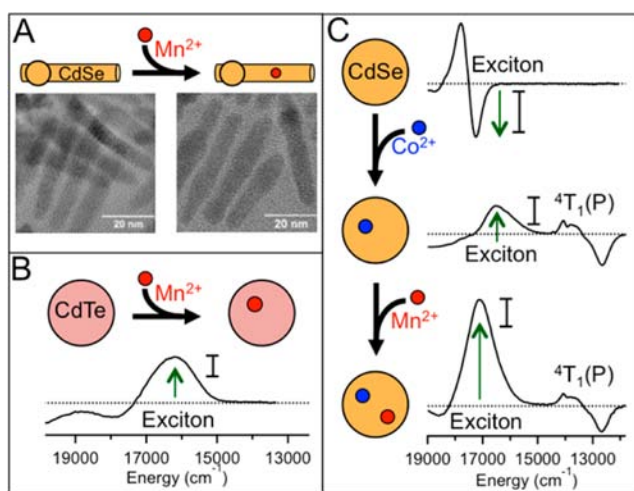 A
Mn2+
CdSe
20 nm
20 nm
B
Mn2+
CdTe
Exciton
19000 17000 15000 13000
Energy (cm-1)
C
CdSe
Exciton
Co2+
4T1(P)
Exciton
Mn2+
4T1(P)
Exciton
19000 17000 15000 13000
Energy (cm-1)